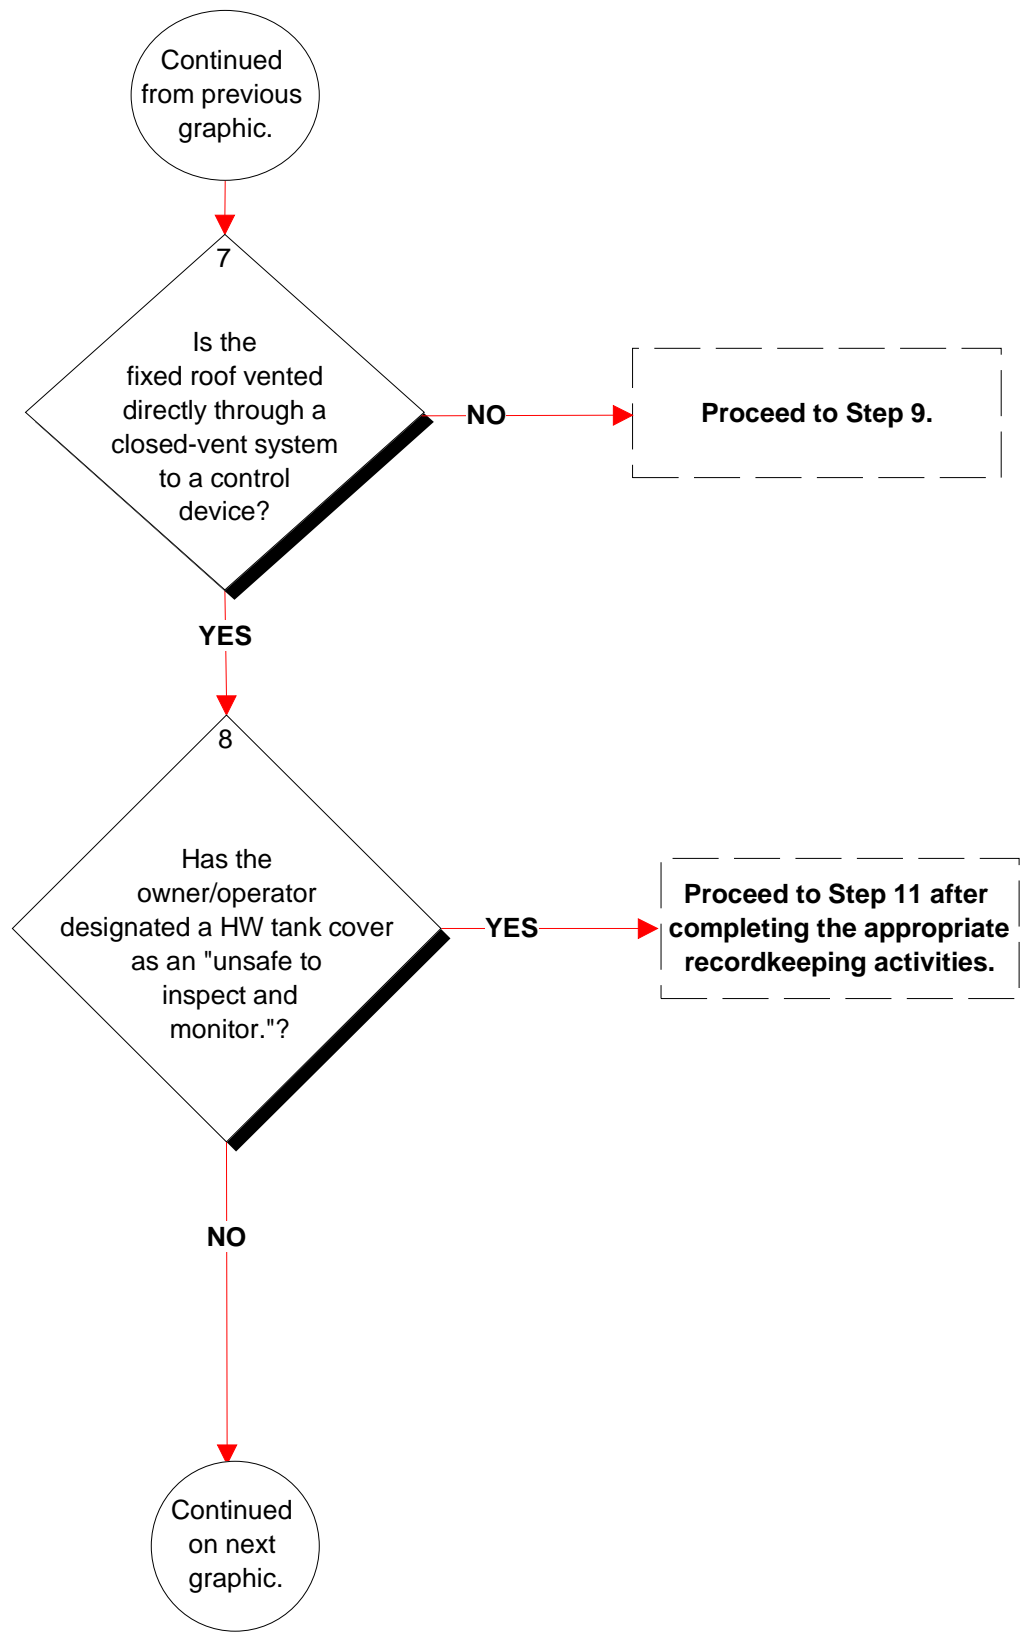 Continued
from previous
graphic.
7
Is the
fixed roof vented
directly through a
closed-vent system
to a control
device?
NO
Proceed to Step 9.
YES
8
Has the
owner/operator
designated a HW tank cover
as an "unsafe to
inspect and
monitor."?
YES
Proceed to Step 11 after
completing the appropriate
recordkeeping activities.
NO
Continued
on next
graphic.